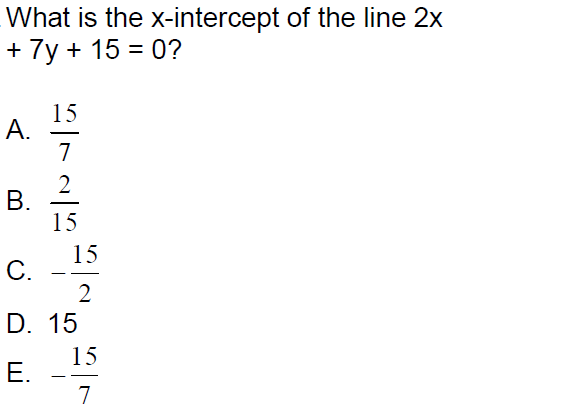 What is the x-intercept of the line 2x
+ 7y + 15 = 0?
A. 15/7
B. 2/15
C. -15/2
D. 15
E. -15/7